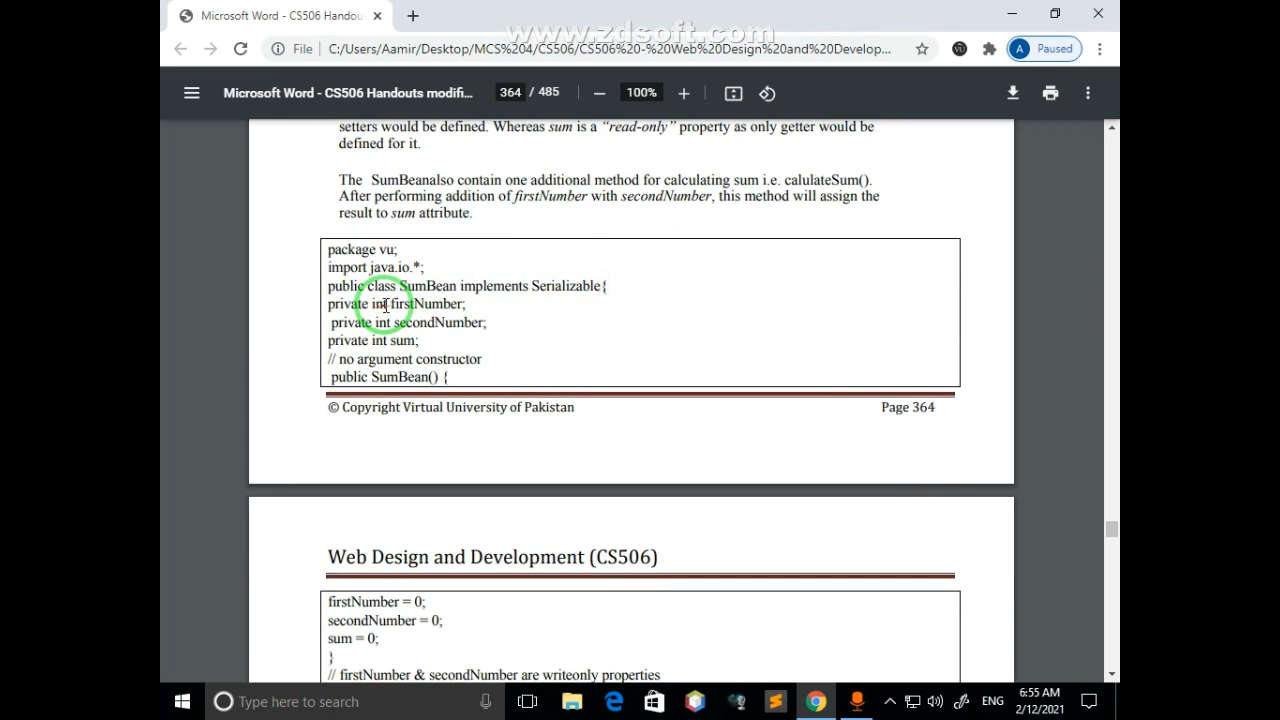 Microsoft Word - CS506 Handou
www.zdsoft.com
File
C:/Users/Aamir/Desktop/MCS%204/CS506/CS506%20-%20Web%20Design%20and%20Develop...
A Paused
Microsoft Word - CS506 Handouts modifi...
364 / 485
100%
setters would be defined. Whereas sum is a “read-only” property as only getter would be
defined for it.
The SumBeanalso contain one additional method for calculating sum i.e. calulateSum().
After performing addition of firstNumber with secondNumber, this method will assign the
result to sum attribute.
package vu;
import java.io.*;
public class SumBean implements Serializable{
private int firstNumber;
private int secondNumber;
private int sum;
// no argument constructor
public SumBean() {
© Copyright Virtual University of Pakistan
Page 364
Web Design and Development (CS506)
firstNumber = 0;
secondNumber = 0;
sum = 0;
}
// firstNumber & secondNumber are writeonly properties
Type here to search
ENG
6:55 AM
2/12/2021